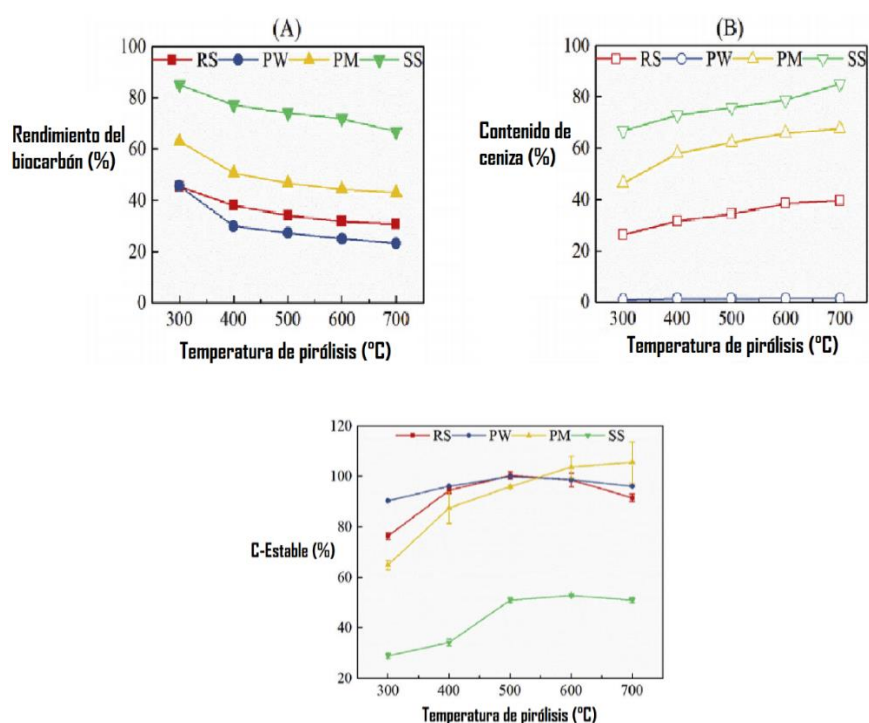 (A)
100
RS PW PM SS
80
Rendimiento del
biocarbón (%)
60
40
20
0
300 400 500 600 700
Temperatura de pirólisis (°C)
(B)
100
RS PW PM SS
80
Contenido de
ceniza (%)
60
40
20
0
300 400 500 600 700
Temperatura de pirólisis (°C)
120
RS PW PM SS
100
80
C-Estable (%)
60
40
20
300 400 500 600 700
Temperatura de pirólisis (°C)